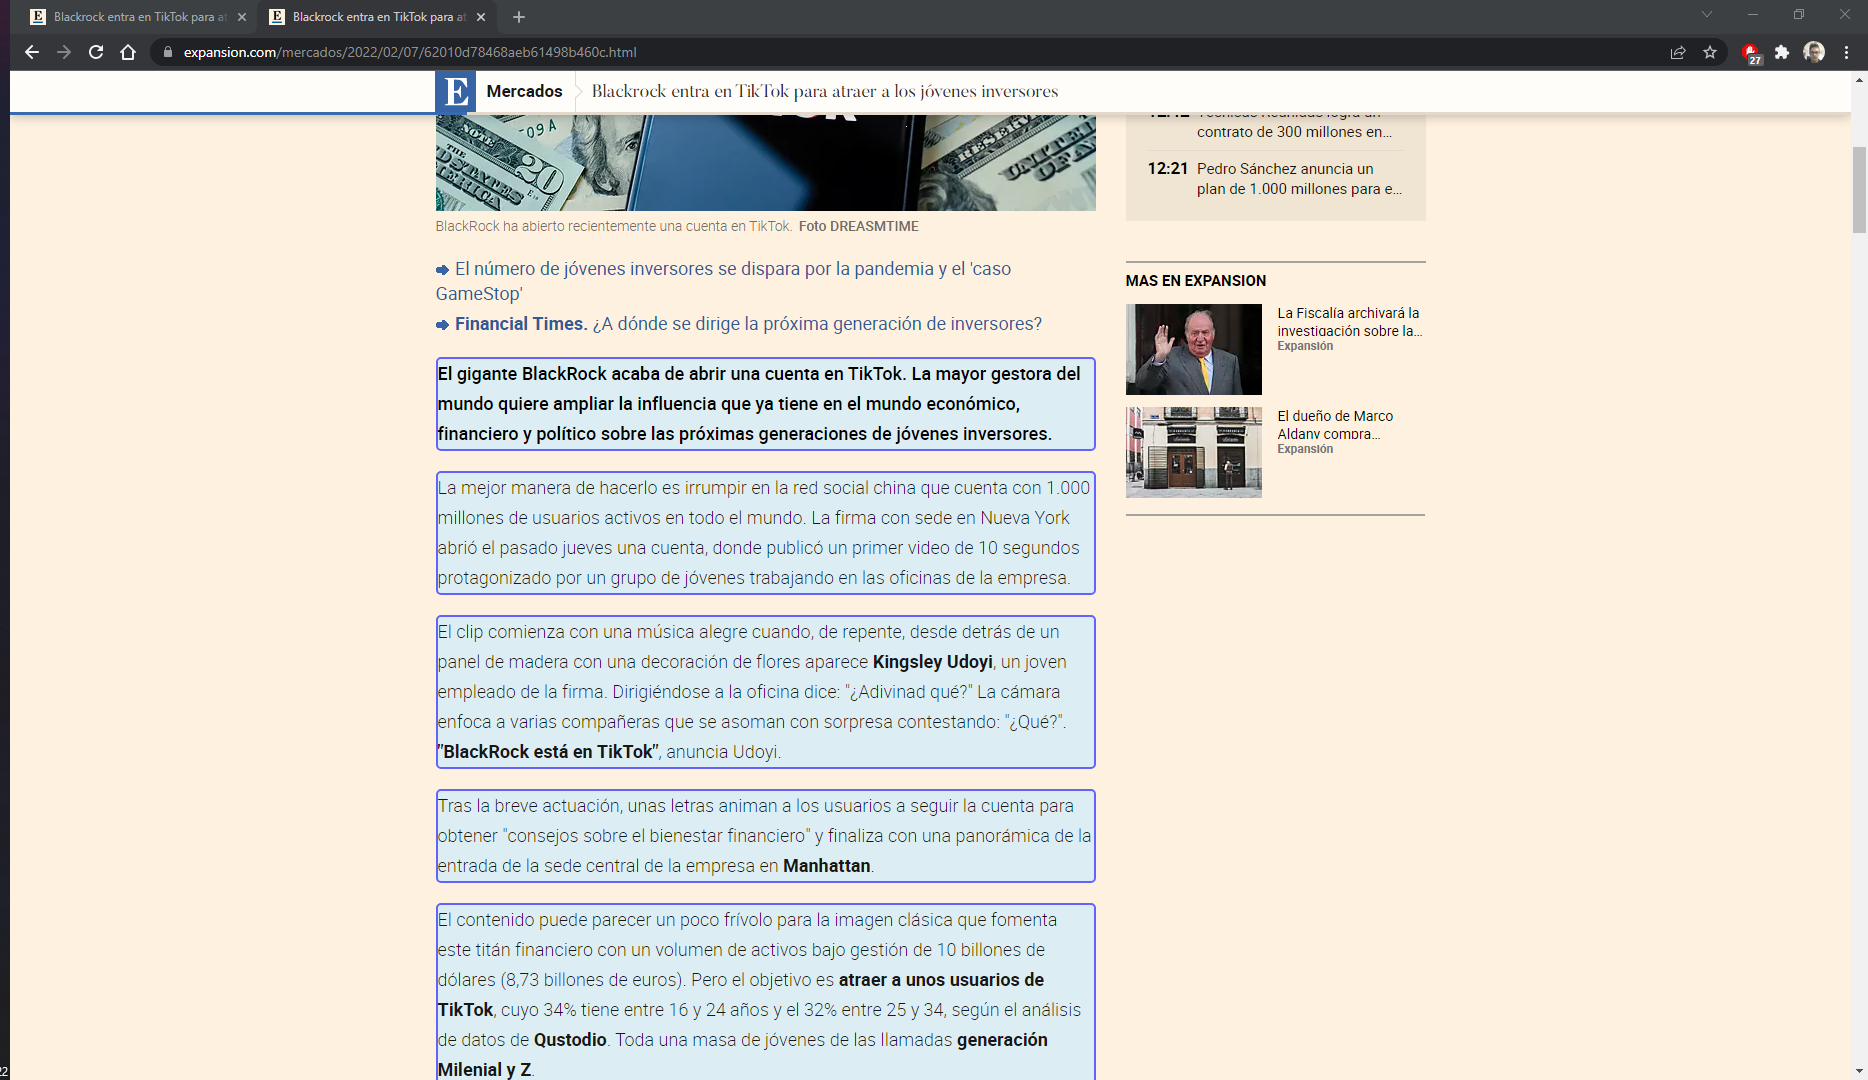 Blackrock entra en TikTok para at
Blackrock entra en TikTok para at
expansion.com/mercados/2022/02/07/62010d78468aeb61498b460c.html
27
E
Mercados
Blackrock entra en TikTok para atraer a los jóvenes inversores
THE
UNITED STATES
AMERICA
20
09 A
BlackRock ha abierto recientemente una cuenta en TikTok. Foto DREASMTIME
El número de jóvenes inversores se dispara por la pandemia y el 'caso
GameStop'
Financial Times. ¿A dónde se dirige la próxima generación de inversores?
El gigante BlackRock acaba de abrir una cuenta en TikTok. La mayor gestora del
mundo quiere ampliar la influencia que ya tiene en el mundo económico,
financiero y político sobre las próximas generaciones de jóvenes inversores.
La mejor manera de hacerlo es irrumpir en la red social china que cuenta con 1.000
millones de usuarios activos en todo el mundo. La firma con sede en Nueva York
abrió el pasado jueves una cuenta, donde publicó un primer video de 10 segundos
protagonizado por un grupo de jóvenes trabajando en las oficinas de la empresa.
El clip comienza con una música alegre cuando, de repente, desde detrás de un
panel de madera con una decoración de flores aparece Kingsley Udoyi, un joven
empleado de la firma. Dirigiéndose a la oficina dice: "¿Adivinad qué?" La cámara
enfoca a varias compañeras que se asoman con sorpresa contestando: "¿Qué?".
"BlackRock está en TikTok", anuncia Udoyi.
Tras la breve actuación, unas letras animan a los usuarios a seguir la cuenta para
obtener "consejos sobre el bienestar financiero" y finaliza con una panorámica de la
entrada de la sede central de la empresa en Manhattan.
El contenido puede parecer un poco frívolo para la imagen clásica que fomenta
este titán financiero con un volumen de activos bajo gestión de 10 billones de
dólares (8,73 billones de euros). Pero el objetivo es atraer a unos usuarios de
TikTok, cuyo 34% tiene entre 16 y 24 años y el 32% entre 25 y 34, según el análisis
de datos de Qustodio. Toda una masa de jóvenes de las llamadas generación
Milenial y Z.
12:42 Técnicas Reunidas logra un
contrato de 300 millones en...
12:21 Pedro Sánchez anuncia un
plan de 1.000 millones para e...
MAS EN EXPANSION
La Fiscalía archivará la
investigación sobre la...
Expansión
El dueño de Marco
Aldany compra...
Expansión
22